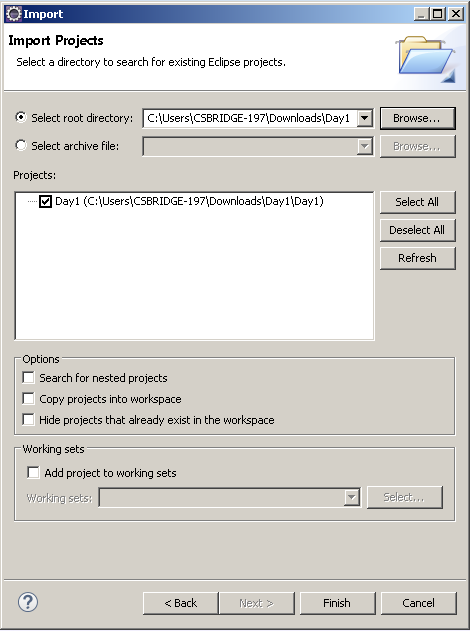 Import
Import Projects
Select a directory to search for existing Eclipse projects.
Select root directory: C:\Users\CSBRIDGE-197\Downloads\Day1 Browse...
Select archive file: Browse...
Projects:
Day1 (C:\Users\CSBRIDGE-197\Downloads\Day1\Day1)
Select All
Deselect All
Refresh
Options
Search for nested projects
Copy projects into workspace
Hide projects that already exist in the workspace
Working sets
Add project to working sets
Working sets: Select...
? < Back Next > Finish Cancel